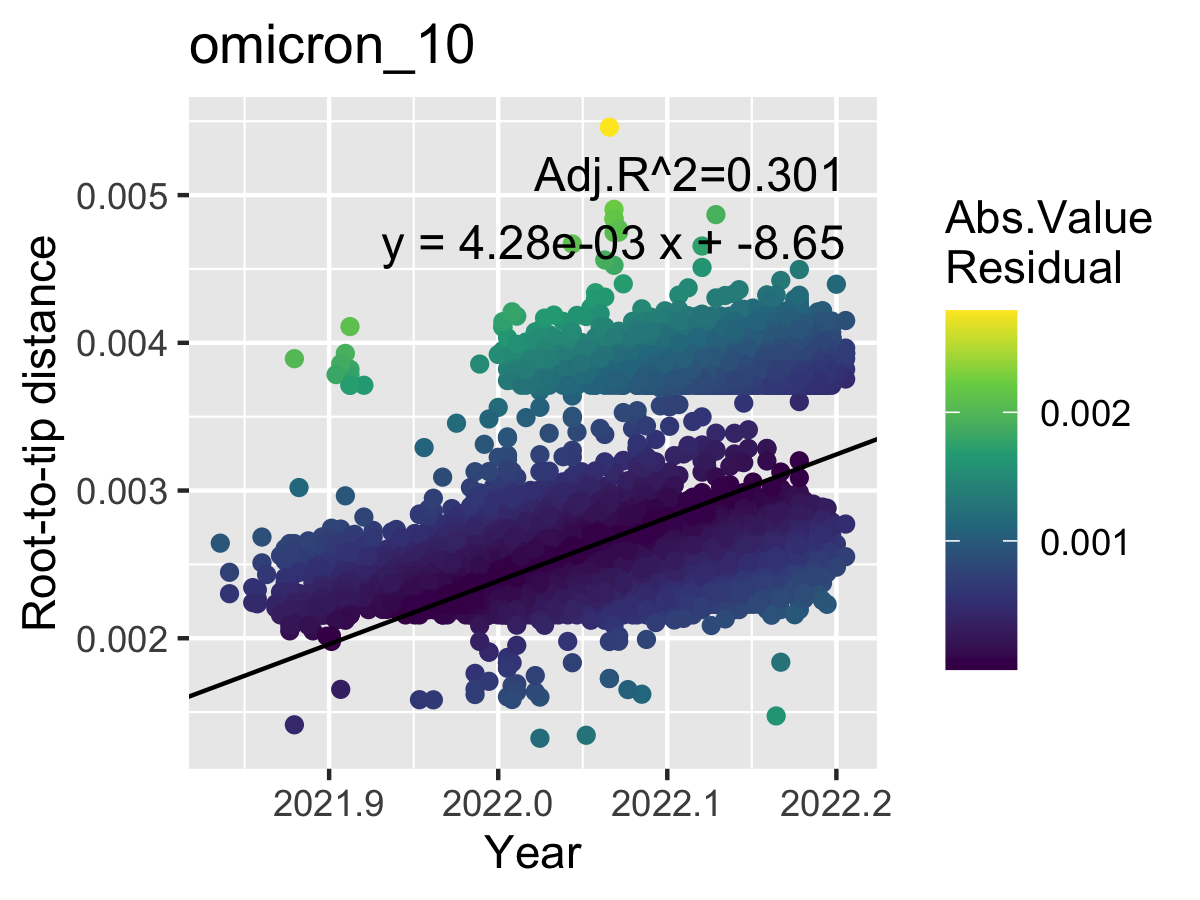 omicron_10
Adj.R^2=0.301
y = 4.28e-03 x + -8.65
0.005
0.004
0.003
0.002
Root-to-tip distance
2021.9 2022.0 2022.1 2022.2
Year
Abs.Value
Residual
0.002
0.001